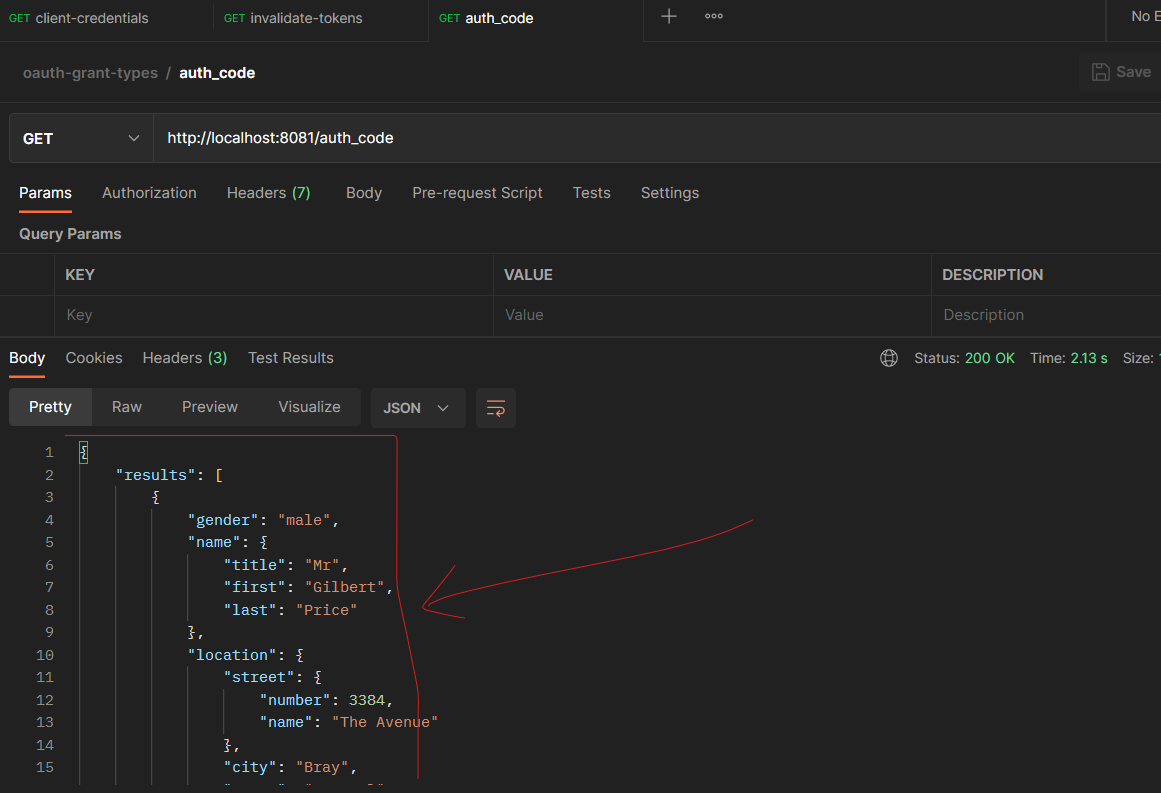 GET client-credentials GET invalidate-tokens GET auth_code No E
oauth-grant-types / auth_code Save
GET http://localhost:8081/auth_code
Params Authorization Headers (7) Body Pre-request Script Tests Settings
Query Params
KEY VALUE DESCRIPTION
Key Value Description
Body Cookies Headers (3) Test Results Status: 200 OK Time: 2.13 s Size:
Pretty Raw Preview Visualize JSON
1 {
2 "results": [
3 {
4 "gender": "male",
5 "name": {
6 "title": "Mr",
7 "first": "Gilbert",
8 "last": "Price"
9 },
10 "location": {
11 "street": {
12 "number": 3384,
13 "name": "The Avenue"
14 },
15 "city": "Bray",